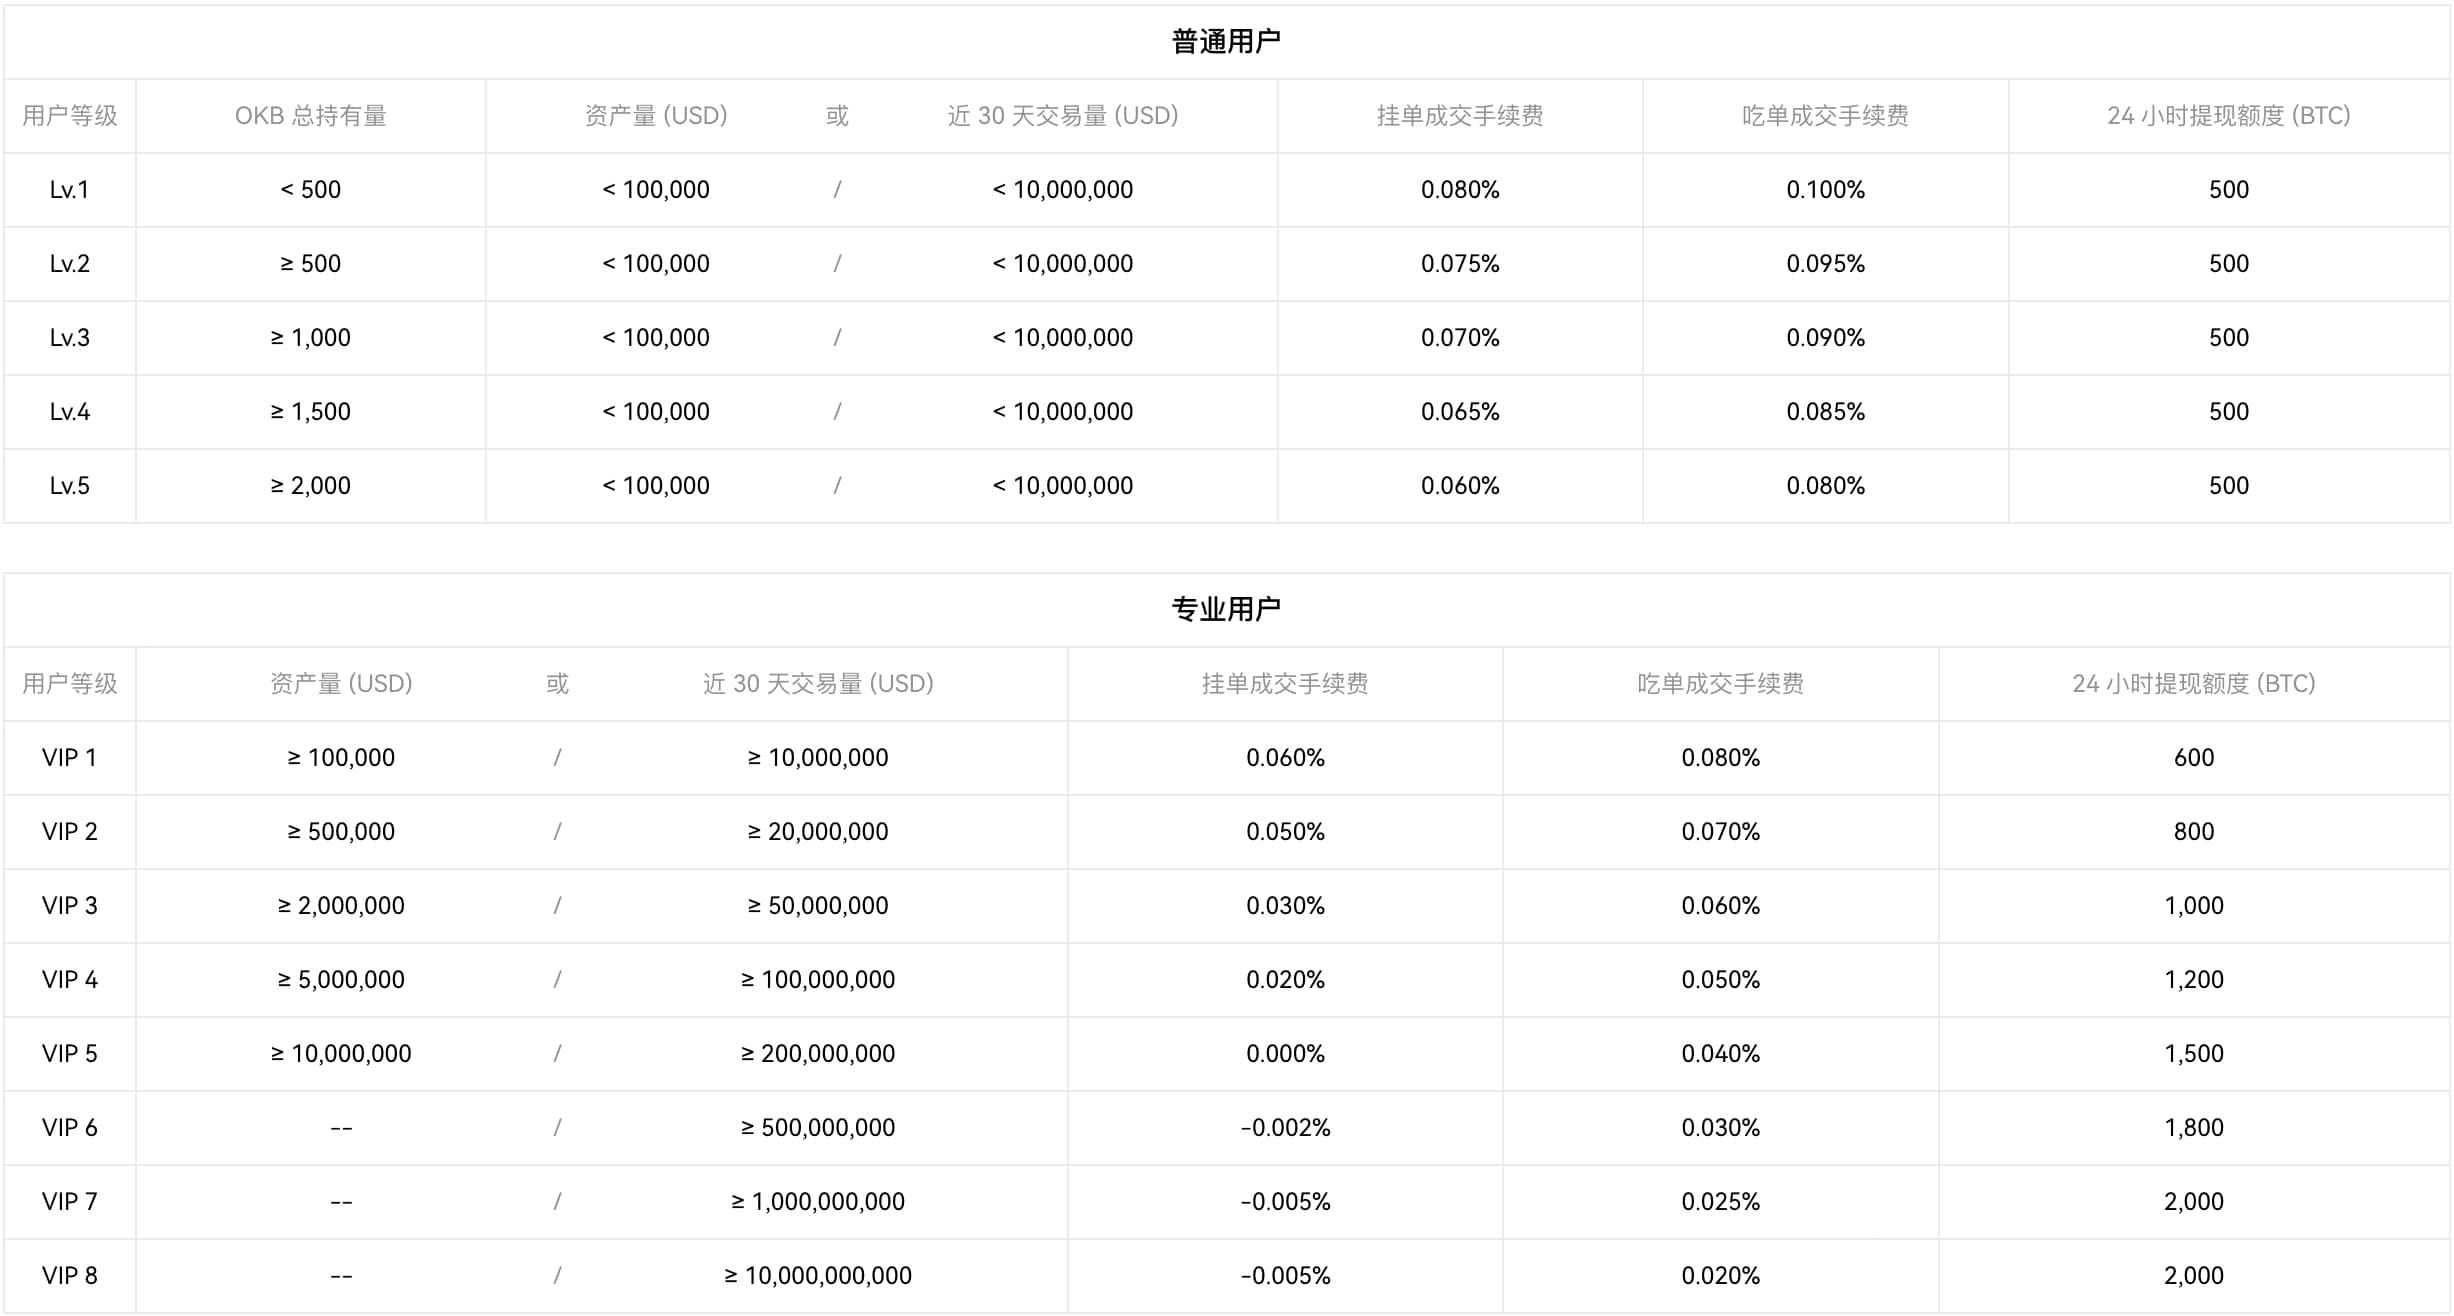 普通用户
用户等级 OKB 总持有量 资产量 (USD) 或 近 30 天交易量 (USD) 挂单成交手续费 吃单成交手续费 24 小时提现额度 (BTC)
Lv.1 < 500 < 100,000 / < 10,000,000 0.080% 0.100% 500
Lv.2 ≥ 500 < 100,000 / < 10,000,000 0.075% 0.095% 500
Lv.3 ≥ 1,000 < 100,000 / < 10,000,000 0.070% 0.090% 500
Lv.4 ≥ 1,500 < 100,000 / < 10,000,000 0.065% 0.085% 500
Lv.5 ≥ 2,000 < 100,000 / < 10,000,000 0.060% 0.080% 500
专业用户
用户等级 资产量 (USD) 或 近 30 天交易量 (USD) 挂单成交手续费 吃单成交手续费 24 小时提现额度 (BTC)
VIP 1 ≥ 100,000 / ≥ 10,000,000 0.060% 0.080% 600
VIP 2 ≥ 500,000 / ≥ 20,000,000 0.050% 0.070% 800
VIP 3 ≥ 2,000,000 / ≥ 50,000,000 0.030% 0.060% 1,000
VIP 4 ≥ 5,000,000 / ≥ 100,000,000 0.020% 0.050% 1,200
VIP 5 ≥ 10,000,000 / ≥ 200,000,000 0.000% 0.040% 1,500
VIP 6 -- / ≥ 500,000,000 -0.002% 0.030% 1,800
VIP 7 -- / ≥ 1,000,000,000 -0.005% 0.025% 2,000
VIP 8 -- / ≥ 10,000,000,000 -0.005% 0.020% 2,000